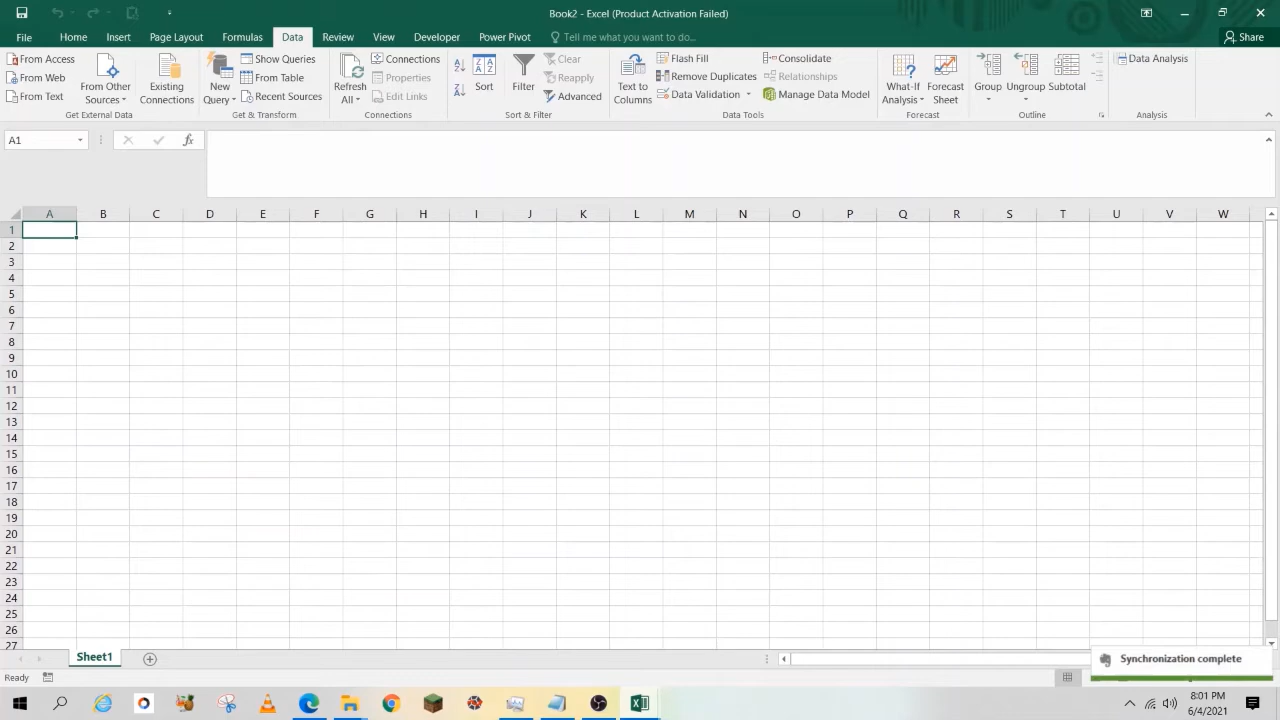 Book2 - Excel (Product Activation Failed)
File Home Insert Page Layout Formulas Data Review View Developer Power Pivot Tell me what you want to do... Share
From Access
From Web
From Text
From Other Sources
Existing Connections
Get External Data
New Query
Show Queries
From Table
Recent Sources
Get & Transform
Refresh All
Connections
Properties
Edit Links
Connections
Sort
Filter
Clear
Reapply
Advanced
Sort & Filter
Text to Columns
Flash Fill
Remove Duplicates
Data Validation
Consolidate
Relationships
Manage Data Model
Data Tools
What-If Analysis
Forecast Sheet
Forecast
Group
Ungroup
Subtotal
Outline
Data Analysis
Analysis
A1 fx
A B C D E F G H I J K L M N O P Q R S T U V W
1
2
3
4
5
6
7
8
9
10
11
12
13
14
15
16
17
18
19
20
21
22
23
24
25
26
27
Sheet1
Synchronization complete
Ready
8:01 PM
6/4/2021